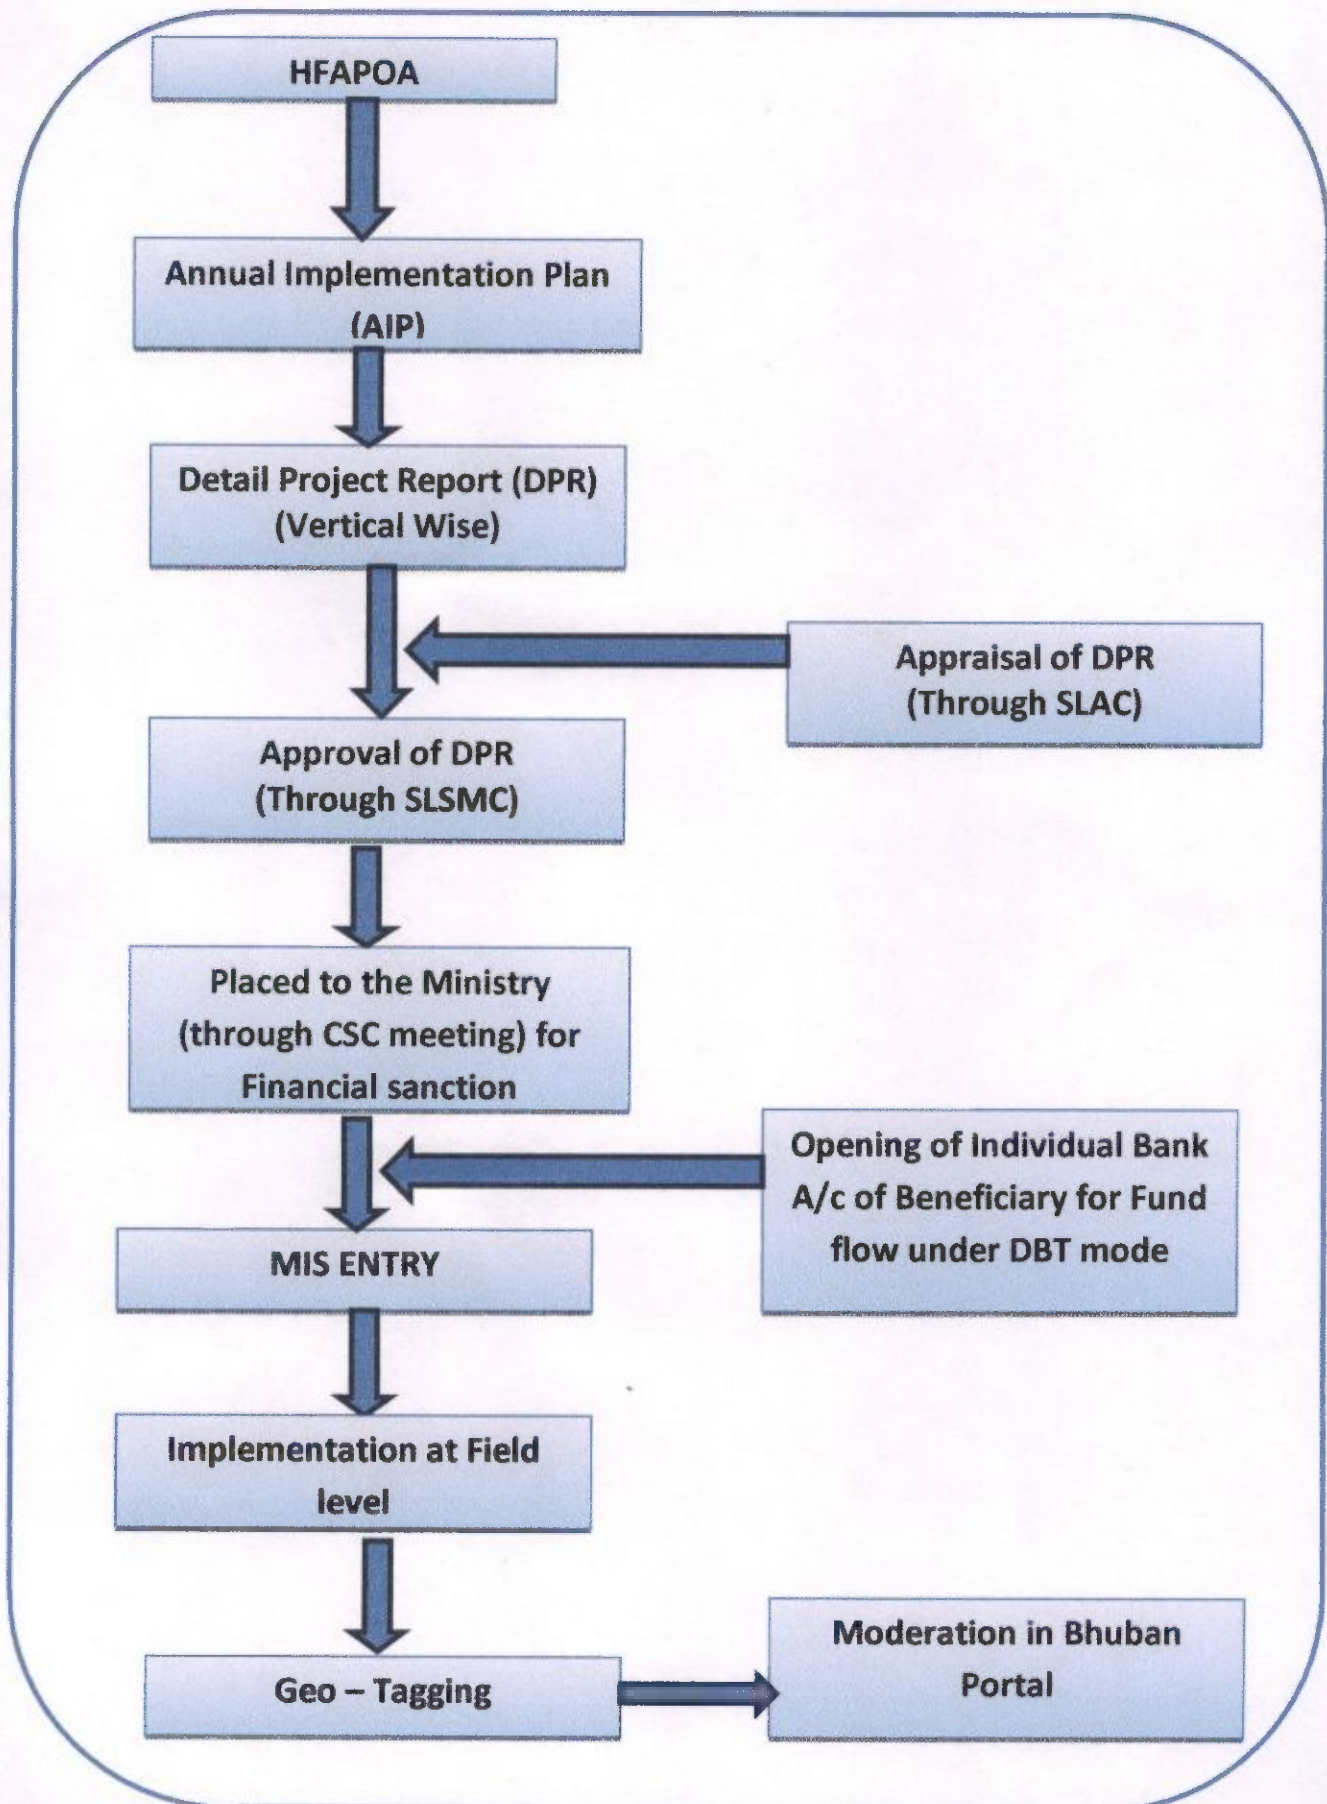 HFAPOA
Annual Implementation Plan
(AIP)
Detail Project Report (DPR)
(Vertical Wise)
Appraisal of DPR
(Through SLAC)
Approval of DPR
(Through SLSMC)
Placed to the Ministry
(through CSC meeting) for
Financial sanction
Opening of Individual Bank
A/c of Beneficiary for Fund
flow under DBT mode
MIS ENTRY
Implementation at Field
level
Geo – Tagging
Moderation in Bhuban
Portal